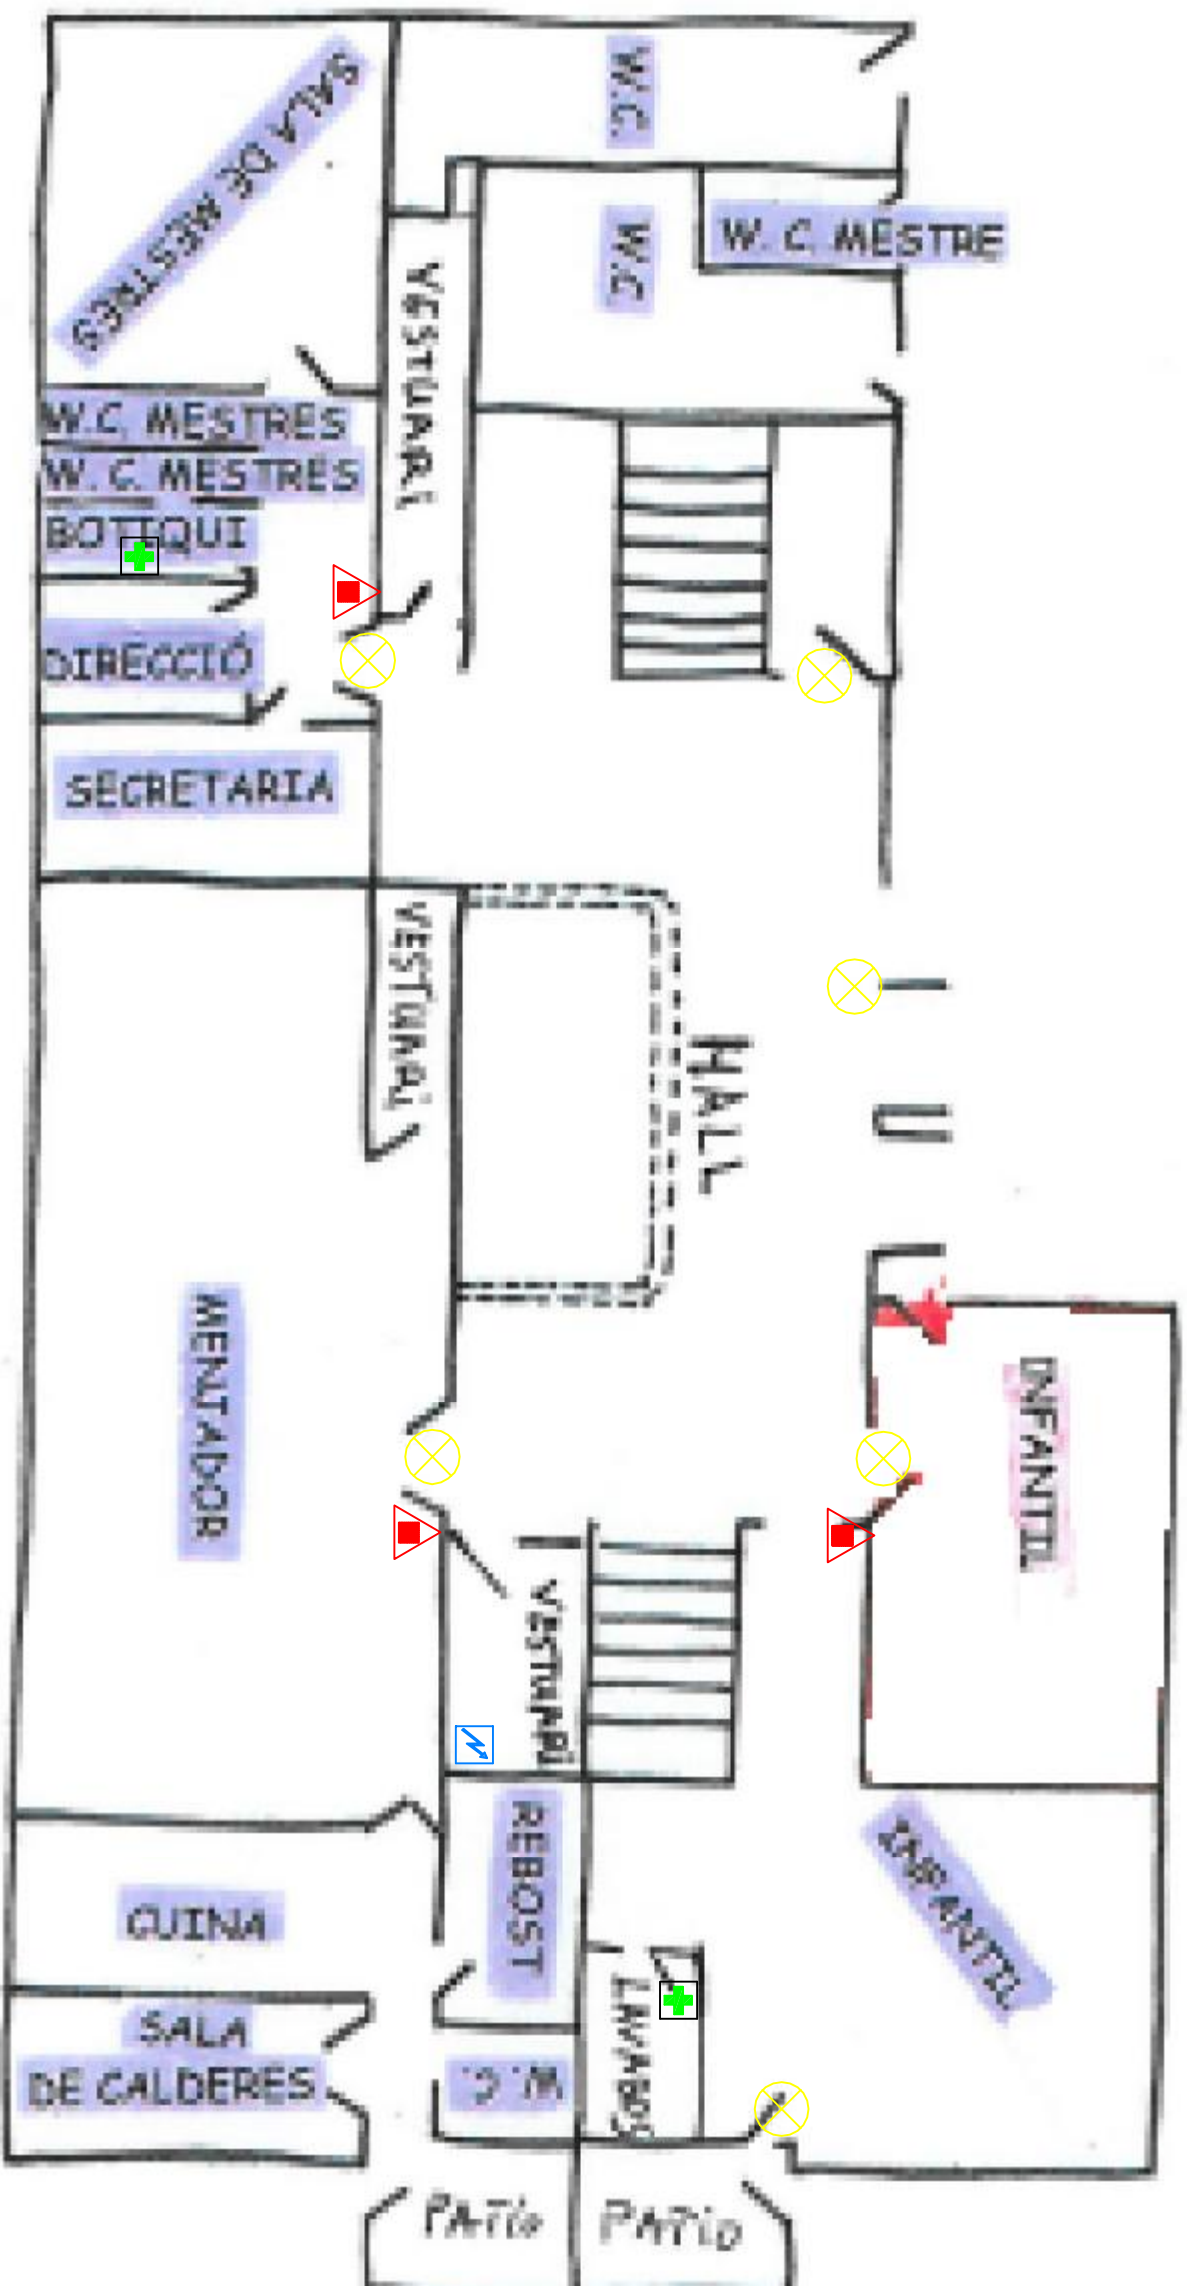 SALA DE MESTRES
W.C.
W.C
W. C. MESTRE
VESTUARI
W.C. MESTRES
W. C. MESTRES
BOTIQUI
DIRECCIÓ
SECRETARIA
VESTUARI
HALL
MENJADOR
INFANTIL
VESTUARI
REBOST
INFANTIL
CUINA
LAVABOS
SALA
DE CALDERES
W. C.
PATIO
PATIO